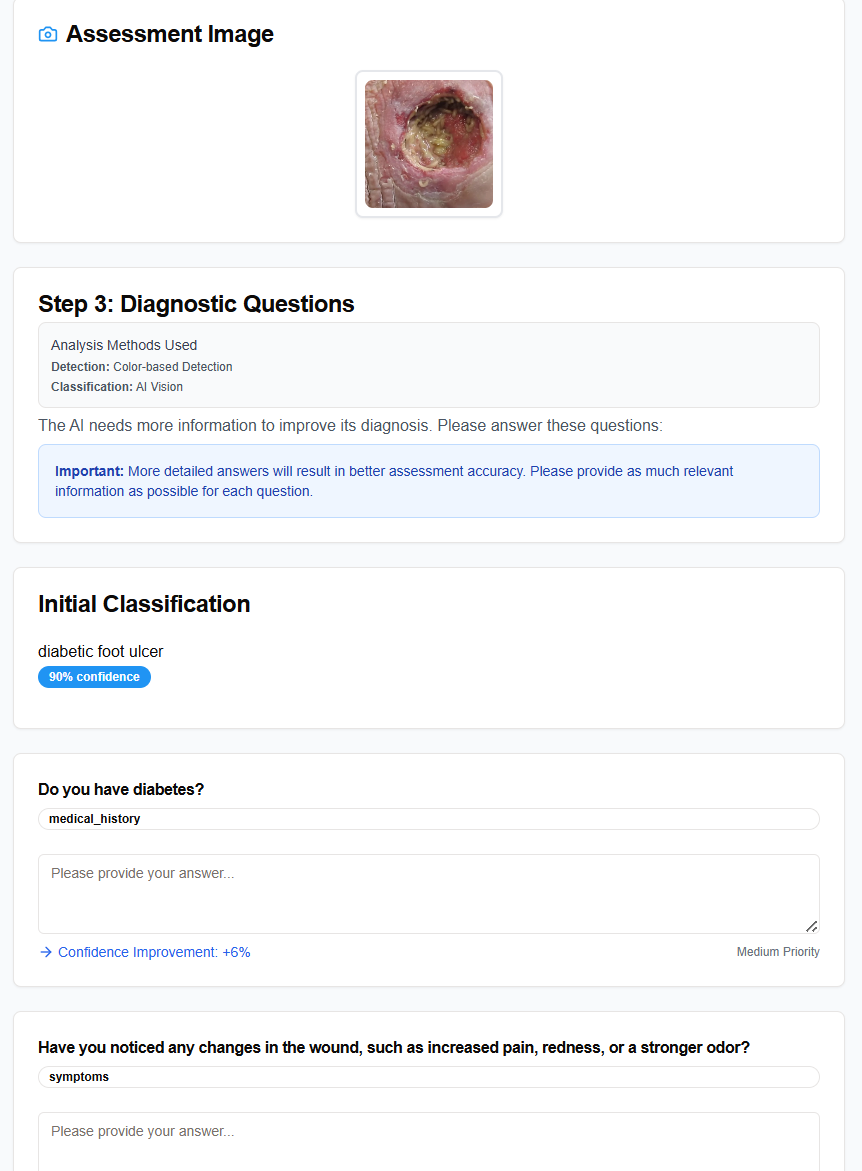 Assessment Image
Step 3: Diagnostic Questions
Analysis Methods Used
Detection: Color-based Detection
Classification: AI Vision
The AI needs more information to improve its diagnosis. Please answer these questions:
Important: More detailed answers will result in better assessment accuracy. Please provide as much relevant
information as possible for each question.
Initial Classification
diabetic foot ulcer
90% confidence
Do you have diabetes?
medical_history
Please provide your answer...
Confidence Improvement: +6%
Medium Priority
Have you noticed any changes in the wound, such as increased pain, redness, or a stronger odor?
symptoms
Please provide your answer...